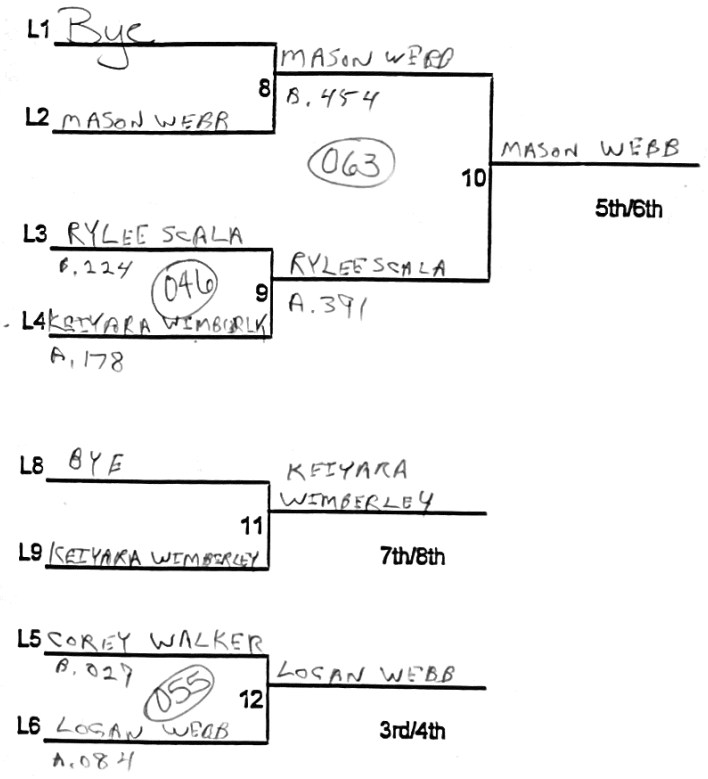 L1 Bye
MASON WEBB
8
B.454
L2 MASON WEBB
063
MASON WEBB
10
5th/6th
L3 RYLEE SCALA
B.224
046
9
RYLEE SCALA
A.391
L4 KEIYARA WIMBERLY
A.178
L8 BYE
KEIYARA
WIMBERLEY
11
L9 KEIYARA WIMBERLEY
7th/8th
L5 COREY WALKER
B.029
055
12
LOGAN WEBB
L6 LOGAN WEBB
3rd/4th
A.084